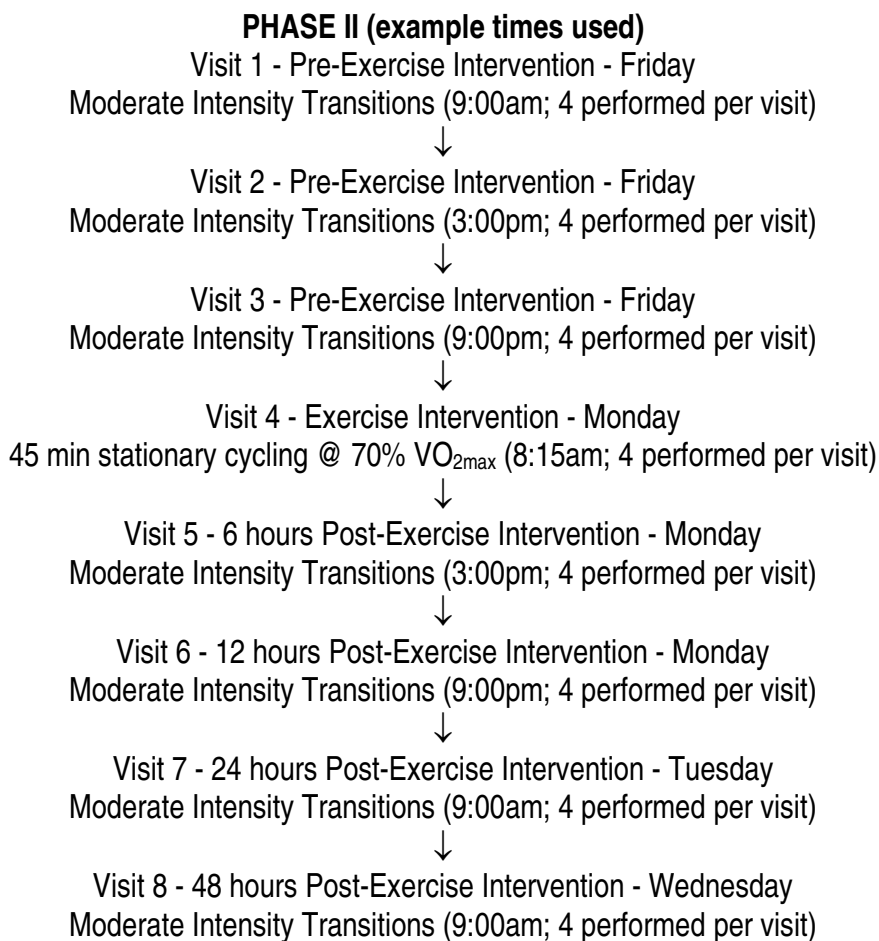 PHASE II (example times used)
Visit 1 - Pre-Exercise Intervention - Friday
Moderate Intensity Transitions (9:00am; 4 performed per visit)
↓
Visit 2 - Pre-Exercise Intervention - Friday
Moderate Intensity Transitions (3:00pm; 4 performed per visit)
↓
Visit 3 - Pre-Exercise Intervention - Friday
Moderate Intensity Transitions (9:00pm; 4 performed per visit)
↓
Visit 4 - Exercise Intervention - Monday
45 min stationary cycling @ 70% VO₂max (8:15am; 4 performed per visit)
↓
Visit 5 - 6 hours Post-Exercise Intervention - Monday
Moderate Intensity Transitions (3:00pm; 4 performed per visit)
↓
Visit 6 - 12 hours Post-Exercise Intervention - Monday
Moderate Intensity Transitions (9:00pm; 4 performed per visit)
↓
Visit 7 - 24 hours Post-Exercise Intervention - Tuesday
Moderate Intensity Transitions (9:00am; 4 performed per visit)
↓
Visit 8 - 48 hours Post-Exercise Intervention - Wednesday
Moderate Intensity Transitions (9:00am; 4 performed per visit)